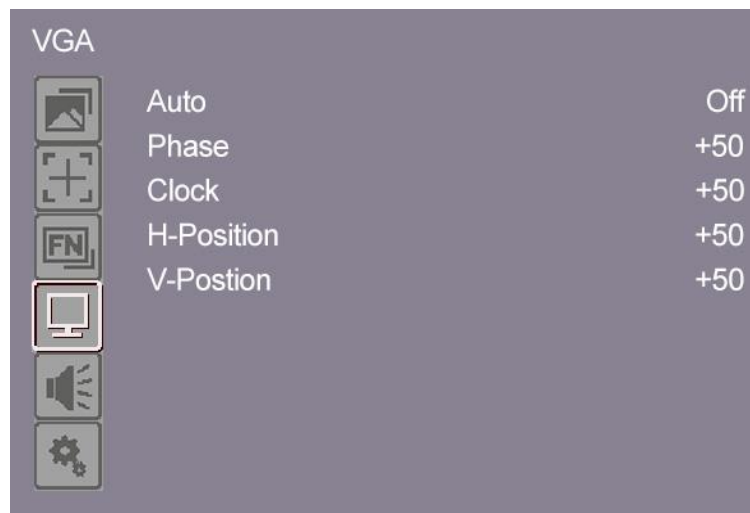 VGA
Auto Off
Phase +50
Clock +50
H-Position +50
FN
V-Postion +50